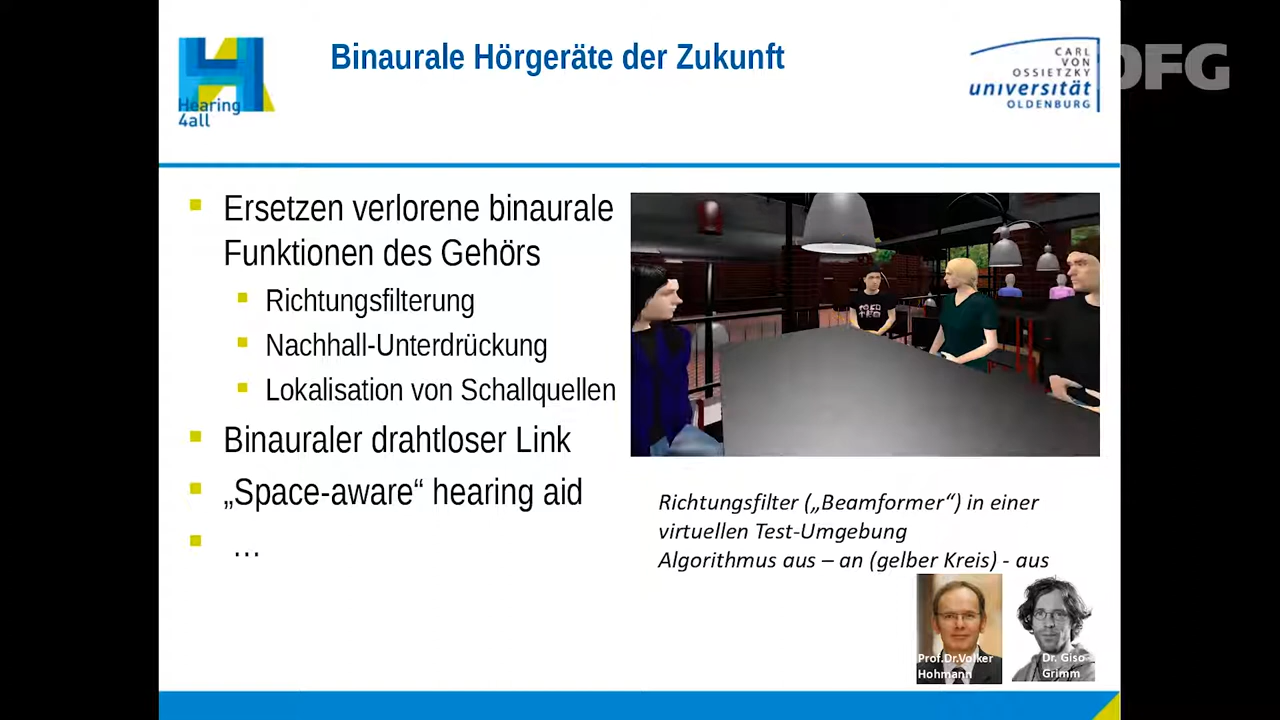 Binaurale Hörgeräte der Zukunft
Hearing
4all
CARL
VON
OSSIETZKY
universität
OLDENBURG
DFG
Ersetzen verlorene binaurale
Funktionen des Gehörs
Richtungsfilterung
Nachhall-Unterdrückung
Lokalisation von Schallquellen
Binauraler drahtloser Link
„Space-aware“ hearing aid
…
Richtungsfilter („Beamformer“) in einer
virtuellen Test-Umgebung
Algorithmus aus – an (gelber Kreis) - aus
Prof.Dr.Volker
Hohmann
Dr. Giso
Grimm